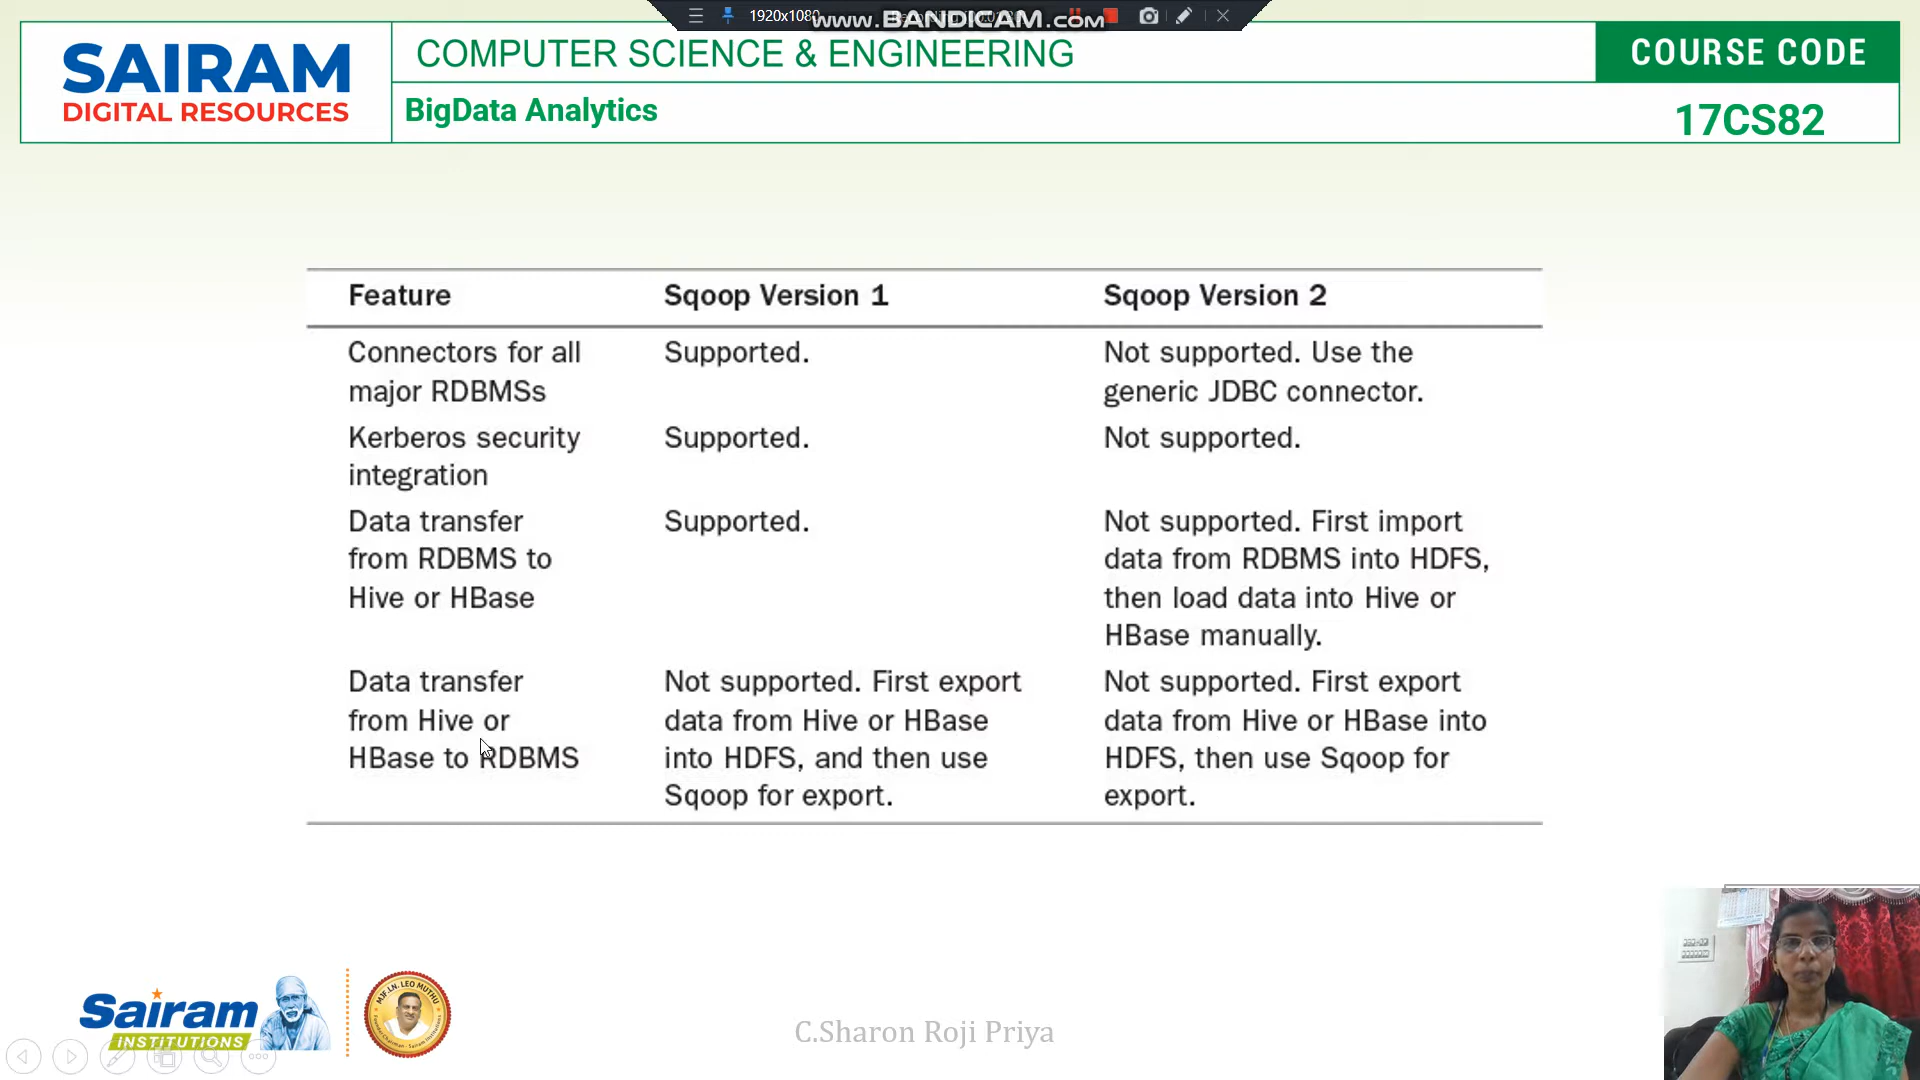 1920x1080
www.BANDICAM.com
SAIRAM
DIGITAL RESOURCES
COMPUTER SCIENCE & ENGINEERING
COURSE CODE
BigData Analytics
17CS82
Feature Sqoop Version 1 Sqoop Version 2
Connectors for all Supported. Not supported. Use the
major RDBMSs generic JDBC connector.
Kerberos security Supported. Not supported.
integration
Data transfer Supported. Not supported. First import
from RDBMS to data from RDBMS into HDFS,
Hive or HBase then load data into Hive or
HBase manually.
Data transfer Not supported. First export Not supported. First export
from Hive or data from Hive or HBase data from Hive or HBase into
HBase to RDBMS into HDFS, and then use HDFS, then use Sqoop for
Sqoop for export. export.
Sairam
INSTITUTIONS
MJF.LN. LEO MUTHU
C.Sharon Roji Priya